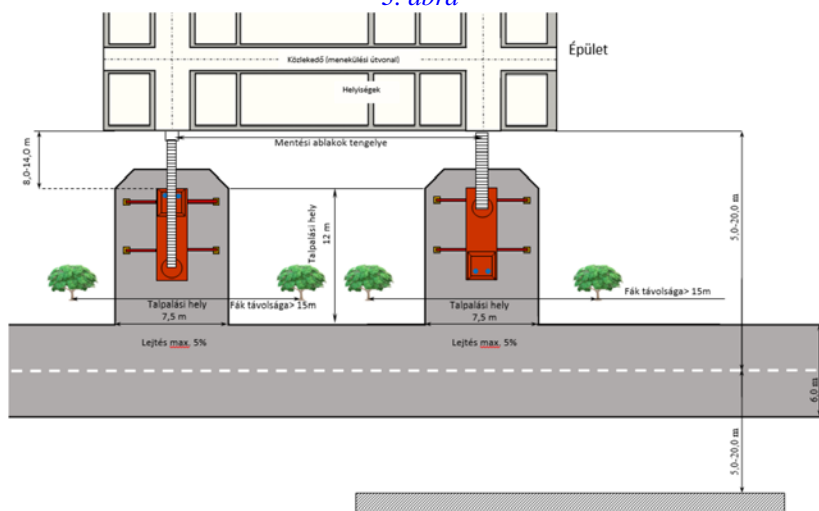 3. ábra
Épület
Közlekedő (menekülési útvonal)
Helyiségek
Mentési ablakok tengelye
8,0-14,0 m
5,0-20,0 m
Talpalási hely
12 m
Talpalási hely
7,5 m
Fák távolsága> 15m
Talpalási hely
7,5 m
Fák távolsága> 15m
Lejtés max. 5%
Lejtés max. 5%
6,0 m
5,0-20,0 m